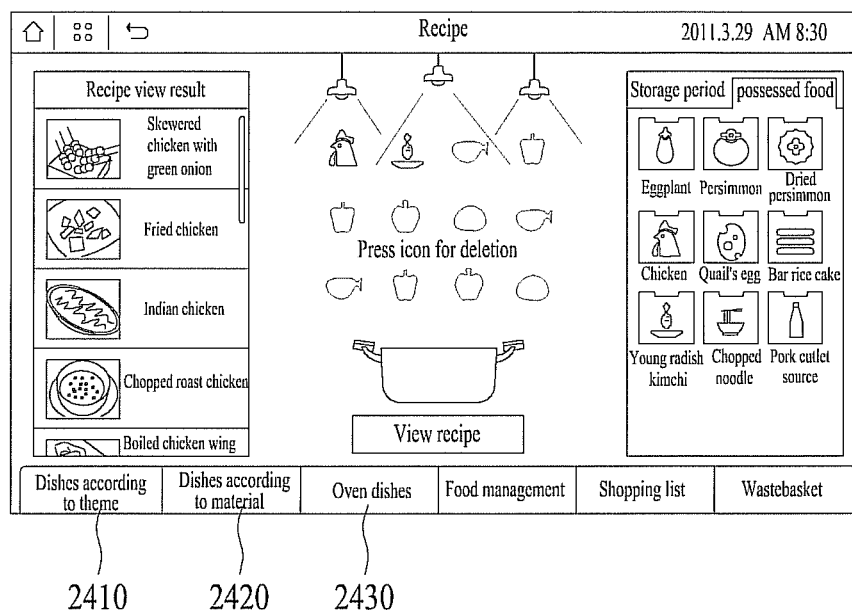 Recipe
2011.3.29 AM 8:30
Recipe view result
Skewered
chicken with
green onion
Fried chicken
Indian chicken
Chopped roast chicken
Boiled chicken wing
Press icon for deletion
View recipe
Storage period
possessed food
Eggplant
Persimmon
Dried
persimmon
Chicken
Quail's egg
Bar rice cake
Young radish
kimchi
Chopped
noodle
Pork cutlet
source
Dishes according
to theme
Dishes according
to material
Oven dishes
Food management
Shopping list
Wastebasket
2410
2420
2430